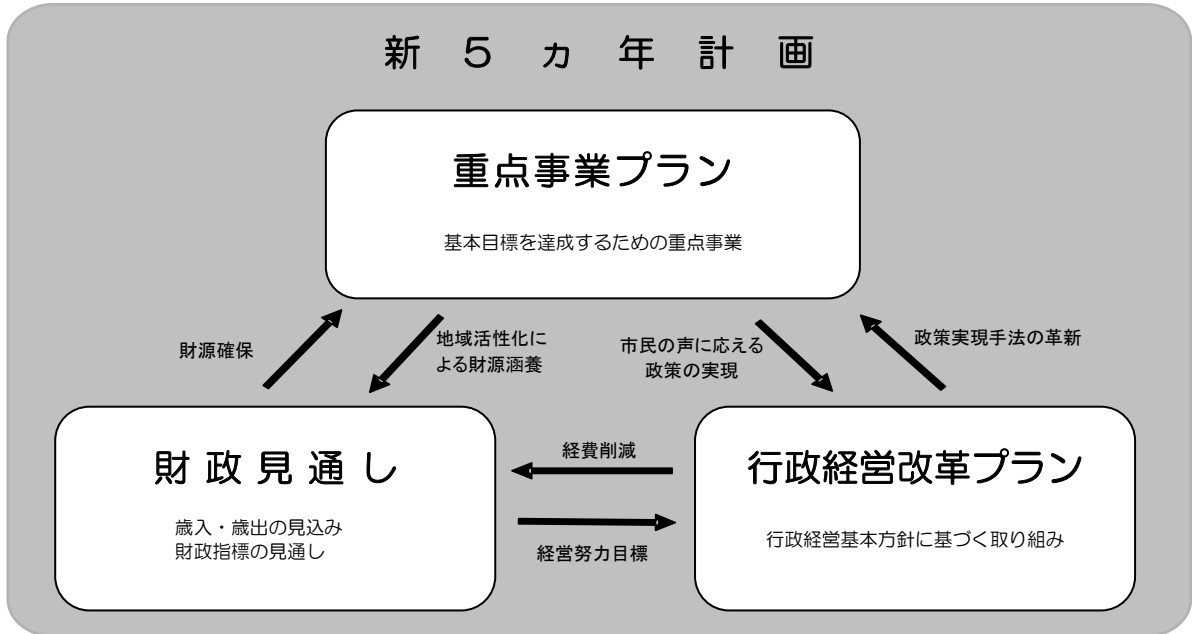 新５ヵ年計画
重点事業プラン
基本目標を達成するための重点事業
財源確保
地域活性化に
よる財源涵養
市民の声に応える
政策の実現
政策実現手法の革新
財政見通し
歳入・歳出の見込み
財政指標の見通し
経費削減
経営努力目標
行政経営改革プラン
行政経営基本方針に基づく取り組み